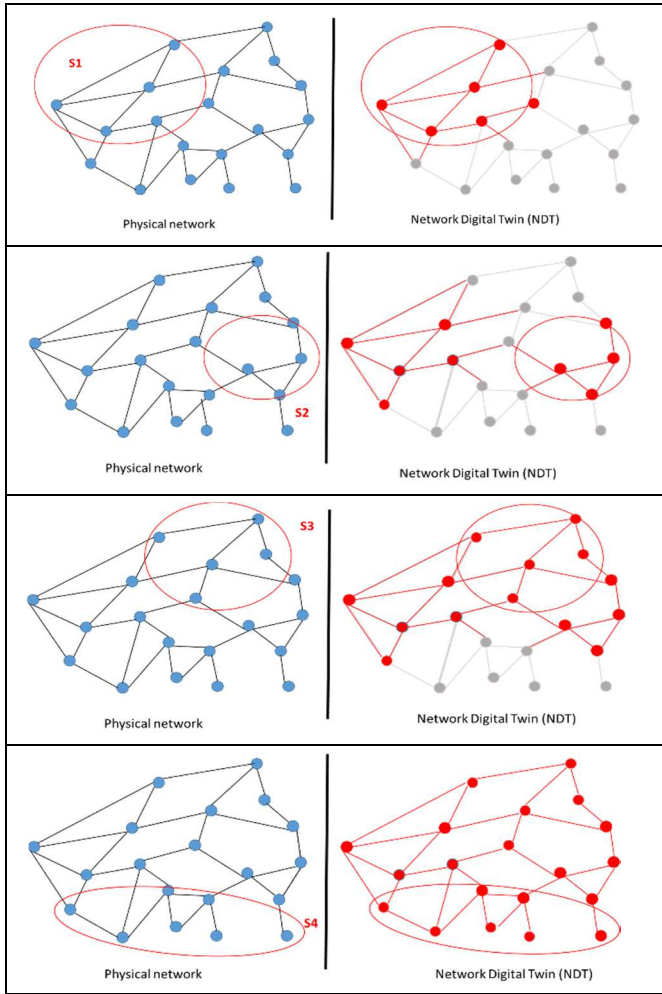 S1
Physical network
Network Digital Twin (NDT)
S2
Physical network
Network Digital Twin (NDT)
S3
Physical network
Network Digital Twin (NDT)
S4
Physical network
Network Digital Twin (NDT)